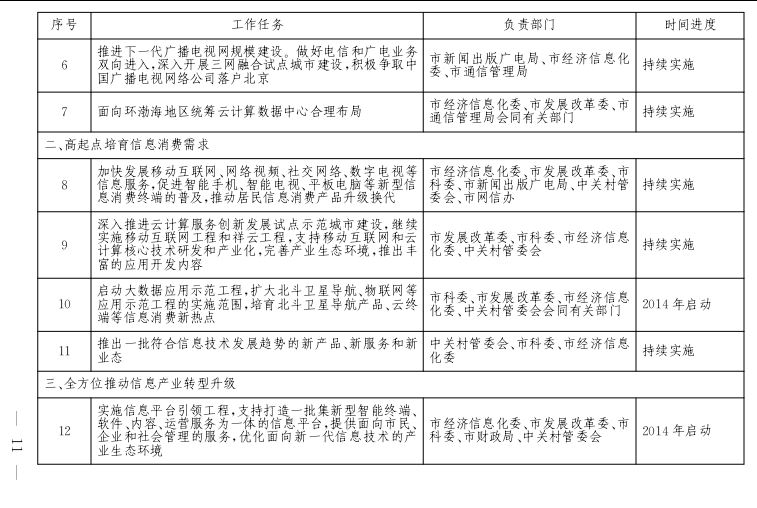 序号 工作任务 负责部门 时间进度
6 推进下一代广播电视网规模建设。做好电信和广电业务
双向进入,深入开展三网融合试点城市建设,积极争取中
国广播电视网络公司落户北京
市新闻出版广电局、市经济信息化
委、市通信管理局
持续实施
7 面向环渤海地区统筹云计算数据中心合理布局
市经济信息化委、市发展改革委、市
通信管理局会同有关部门
持续实施
二、高起点培育信息消费需求
8 加快发展移动互联网、网络视频、社交网络、数字电视等
信息服务,促进智能手机、智能电视、平板电脑等新型信
息消费终端的普及,推动居民信息消费产品升级换代
市经济信息化委、市发展改革委、市
科委、市新闻出版广电局、中关村管
委会、市网信办
持续实施
9 深入推进云计算服务创新发展试点示范城市建设,继续
实施移动互联网工程和祥云工程,支持移动互联网和云
计算核心技术研发和产业化,完善产业生态环境,推出丰
富的应用开发内容
市发展改革委、市科委、市经济信息
化委、中关村管委会
持续实施
10 启动大数据应用示范工程,扩大北斗卫星导航、物联网等
应用示范工程的实施范围,培育北斗卫星导航产品、云终
端等信息消费新热点
市科委、市发展改革委、市经济信息
化委、中关村管委会会同有关部门
2014年启动
11 推出一批符合信息技术发展趋势的新产品、新服务和新
业态
中关村管委会、市科委、市经济信息
化委
持续实施
三、全方位推动信息产业转型升级
12 实施信息平台引领工程,支持打造一批集新型智能终端、
软件、内容、运营服务为一体的信息平台,提供面向市民、
企业和社会管理的服务,优化面向新一代信息技术的产
业生态环境
市经济信息化委、市发展改革委、市
科委、市财政局、中关村管委会
2014年启动
— 11 —